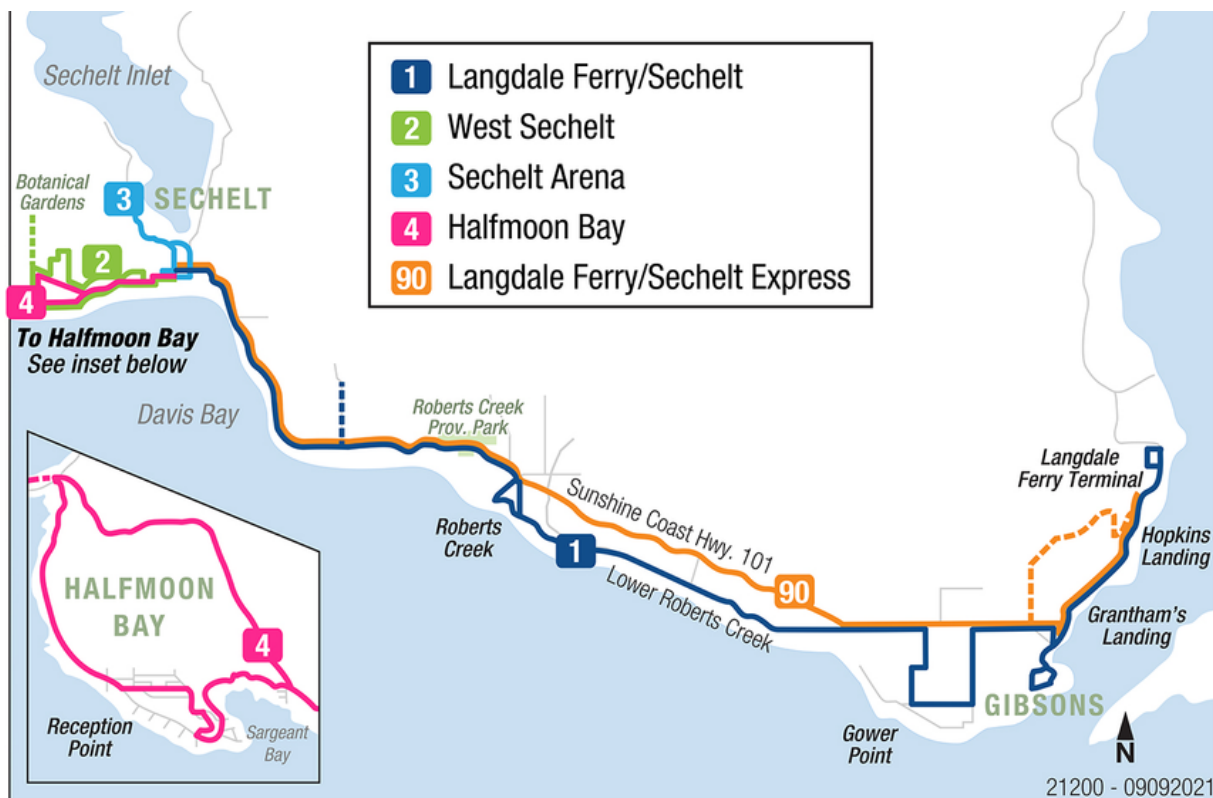 Sechelt Inlet
1 Langdale Ferry/Sechelt
2 West Sechelt
3 Sechelt Arena
4 Halfmoon Bay
90 Langdale Ferry/Sechelt Express
Botanical
Gardens
3
SECHELT
2
4
To Halfmoon Bay
See inset below
Davis Bay
Roberts Creek
Prov. Park
Roberts
Creek
Sunshine Coast Hwy. 101
1
Lower Roberts Creek
90
Langdale
Ferry Terminal
Hopkins
Landing
Grantham's
Landing
GIBSONS
Gower
Point
HALFMOON
BAY
4
Reception
Point
Sargeant
Bay
N
21200 - 09092021